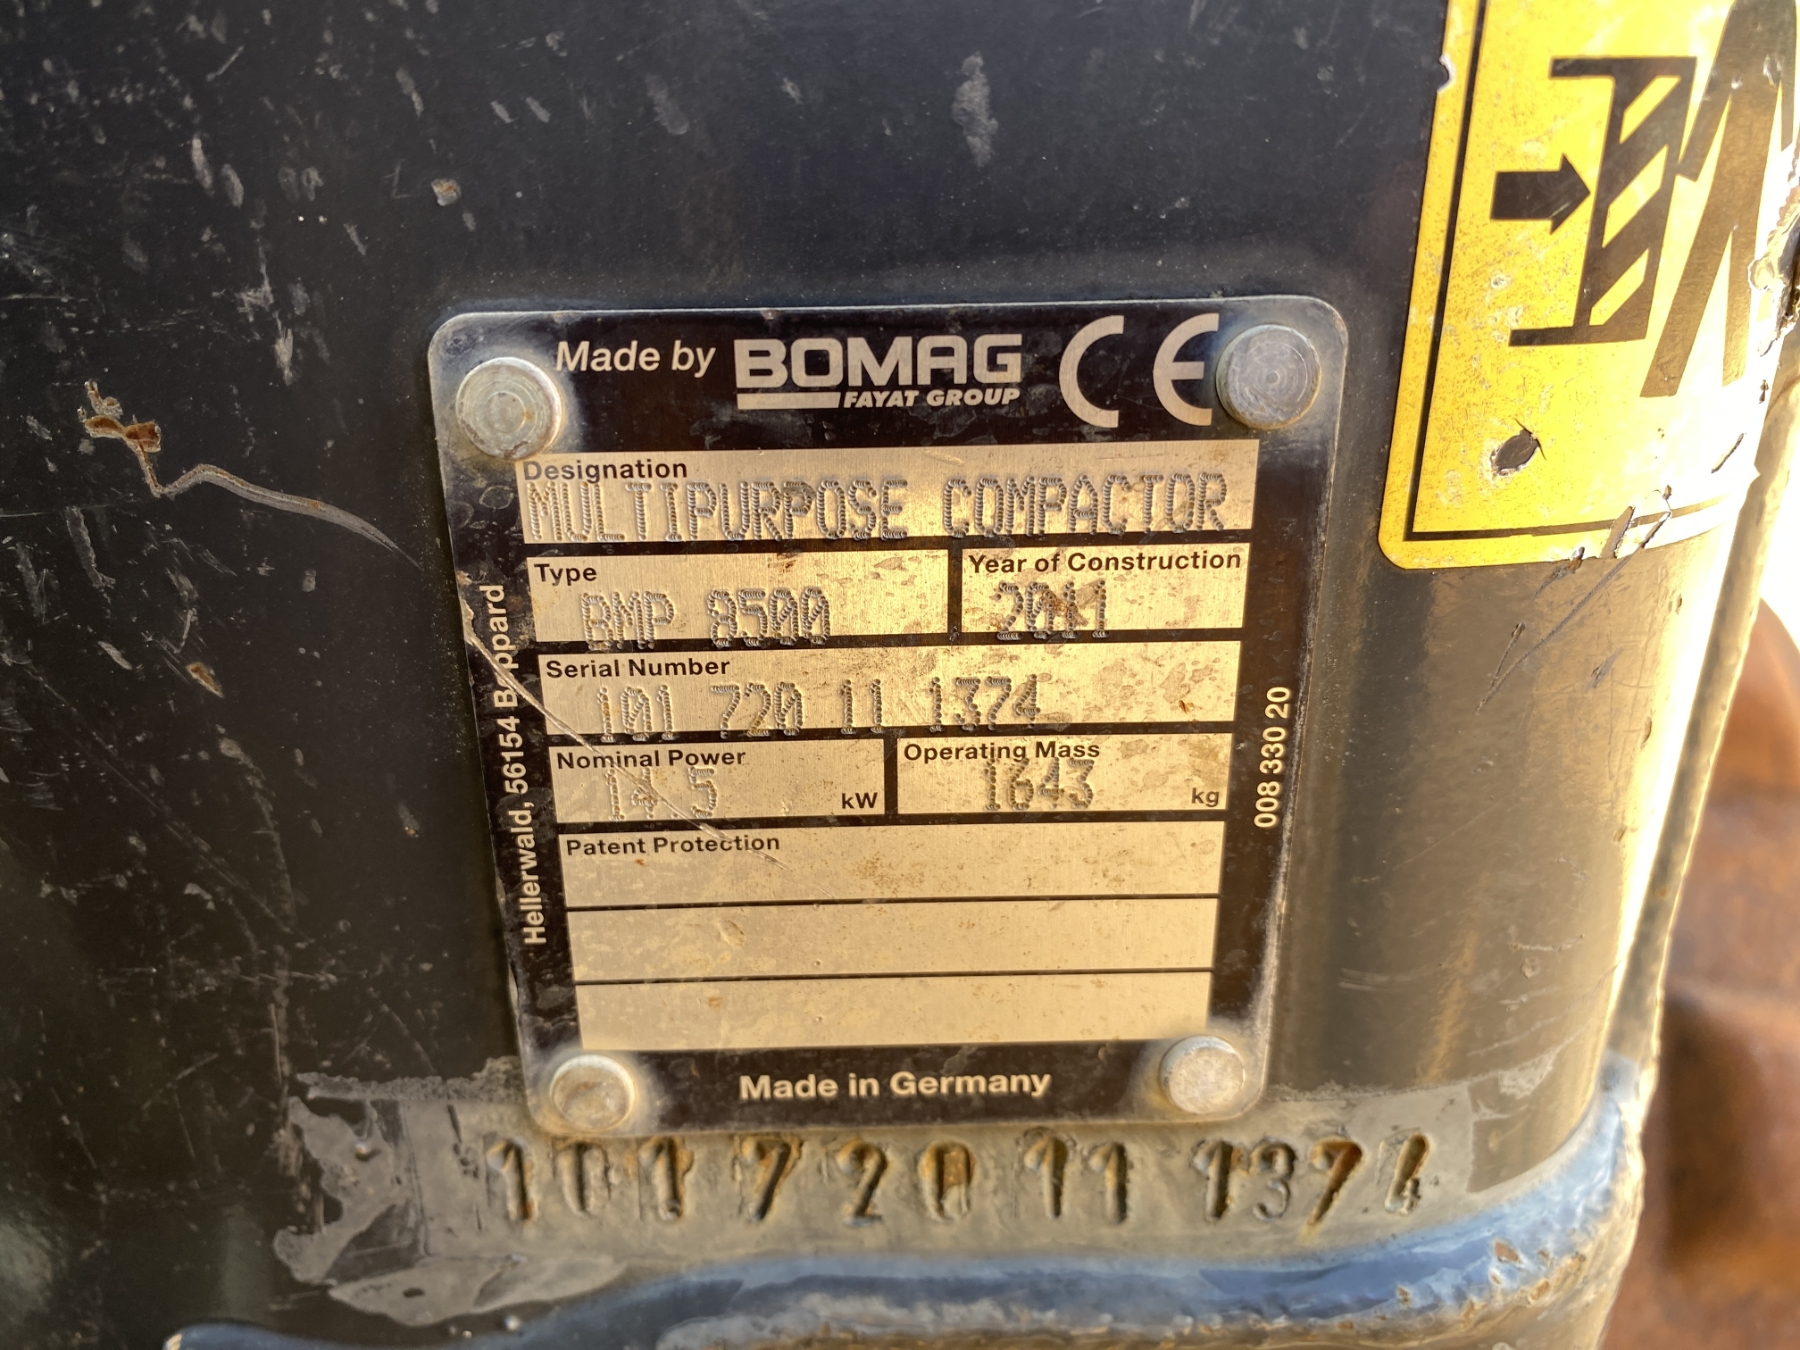 Made by BOMAG CE
FAYAT GROUP
Designation
MULTIPURPOSE COMPACTOR
Type
BMP 8500
Year of Construction
2011
Serial Number
101 720 11 1374
Nominal Power
14 5 kW
Operating Mass
1643 kg
Patent Protection
Made in Germany
Hellerwald, 56154 Boppard
008 330 20
101 720 11 1374